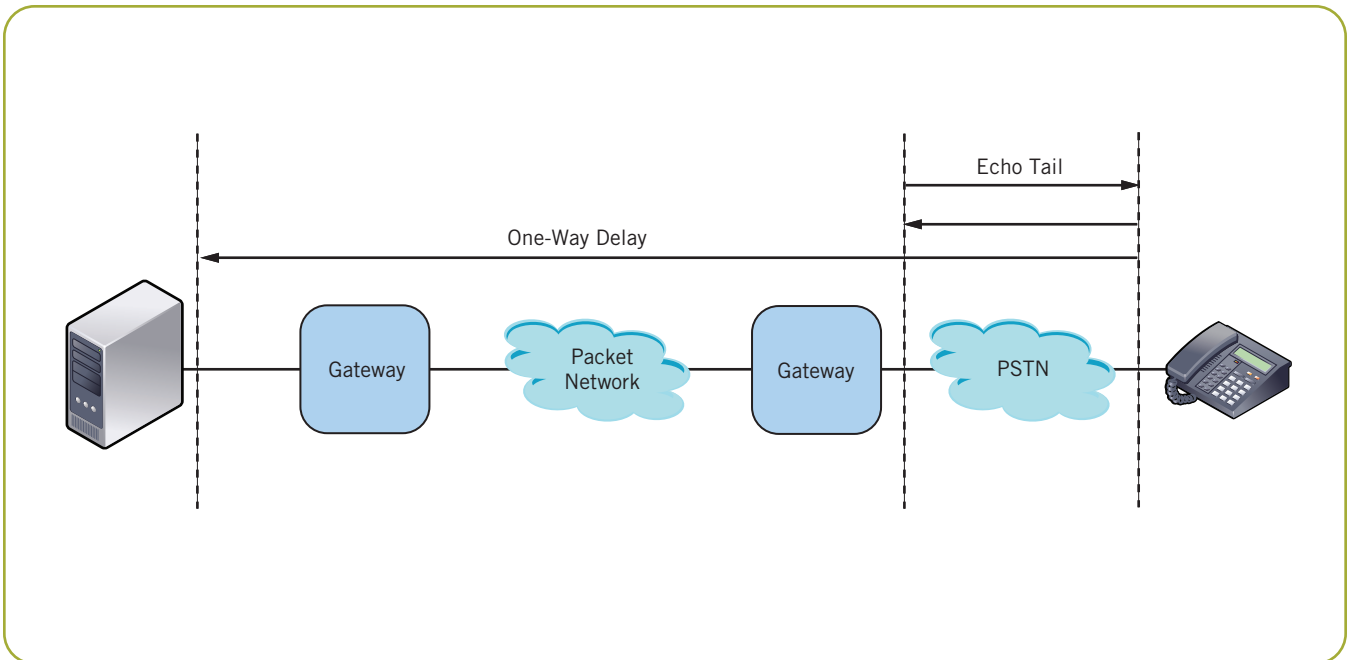 Echo Tail
One-Way Delay
Gateway
Packet
Network
Gateway
PSTN